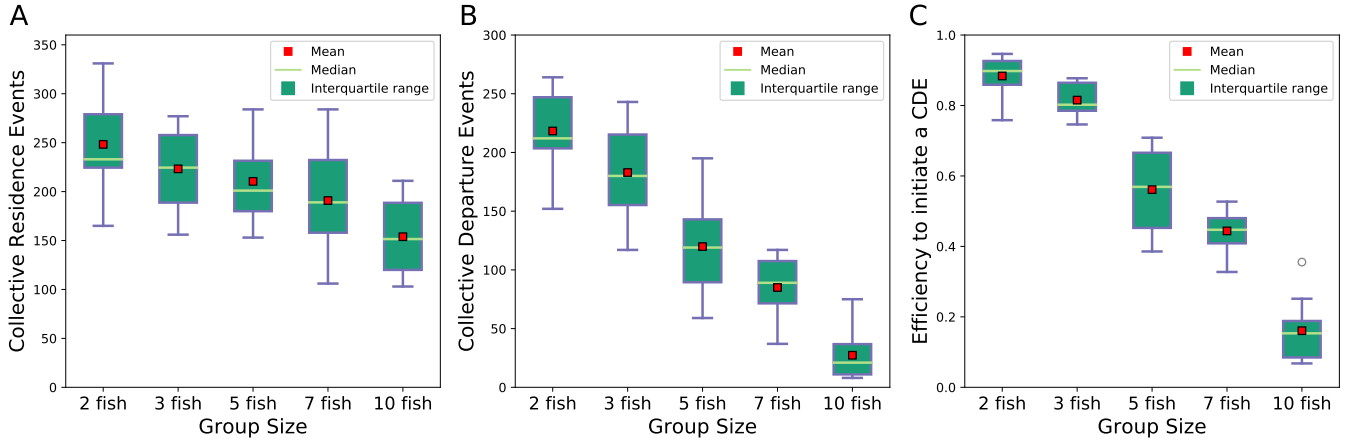 A
Collective Residence Events
350
300
250
200
150
100
50
0
Mean
Median
Interquartile range
2 fish 3 fish 5 fish 7 fish 10 fish
Group Size
B
Collective Departure Events
300
250
200
150
100
50
0
Mean
Median
Interquartile range
2 fish 3 fish 5 fish 7 fish 10 fish
Group Size
C
Efficiency to initiate a CDE
1.0
0.8
0.6
0.4
0.2
0.0
Mean
Median
Interquartile range
2 fish 3 fish 5 fish 7 fish 10 fish
Group Size